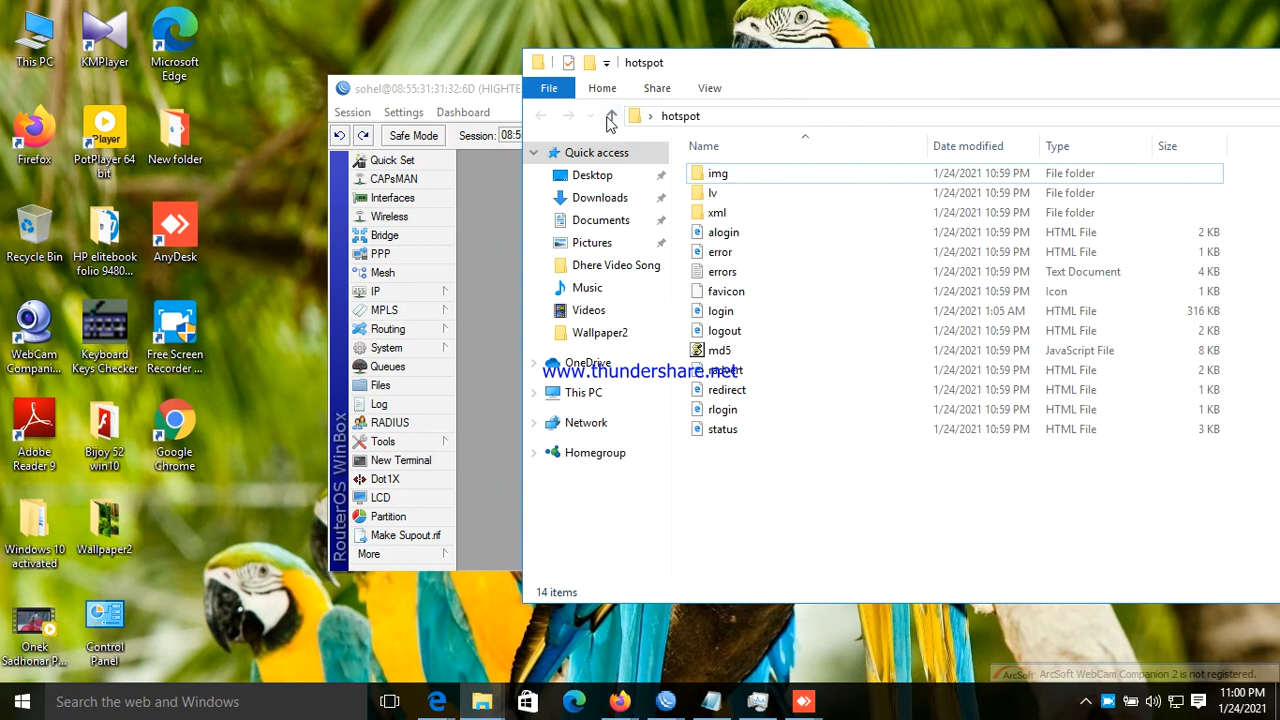 This PC
KMPlayer
Microsoft
Edge
Firefox
Player
PotPlayer 64
bit
New folder
Recycle Bin
HP elitebook
folio 9480...
AnyDesk
WebCam
Compani...
Keyboard
Keys Checker
Free Screen
Recorder ...
Adobe
Reader 9
Bijoy 52
win10
Google
Chrome
Windows 10
activated
Wallpaper2
Onek
Sadhonar P...
Control
Panel
sohel@08:55:31:31:32:6D (HIGHTE
Session Settings Dashboard
Safe Mode Session: 08:5
Quick Set
CAPsMAN
Interfaces
Wireless
Bridge
PPP
Mesh
IP
MPLS
Routing
System
Queues
Files
Log
RADIUS
Tools
New Terminal
Dot1X
LCD
Partition
Make Supout.rif
More
RouterOS WinBox
hotspot
File Home Share View
hotspot
Quick access
Desktop
Downloads
Documents
Pictures
Dhere Video Song
Music
Videos
Wallpaper2
OneDrive
This PC
Network
Homegroup
Name Date modified Type Size
img 1/24/2021 10:59 PM File folder
lv 1/24/2021 10:59 PM File folder
xml 1/24/2021 10:59 PM File folder
alogin 1/24/2021 10:59 PM HTML File 2 KB
error 1/24/2021 10:59 PM HTML File 1 KB
errors 1/24/2021 10:59 PM Text Document 4 KB
favicon 1/24/2021 10:59 PM Icon 1 KB
login 1/24/2021 1:05 AM HTML File 316 KB
logout 1/24/2021 10:59 PM HTML File 2 KB
md5 1/24/2021 10:59 PM JavaScript File 8 KB
1/24/2021 10:59 PM HTML File 2 KB
redirect 1/24/2021 10:59 PM HTML File 1 KB
rlogin 1/24/2021 10:59 PM HTML File 1 KB
status 1/24/2021 10:59 PM HTML File 3 KB
www.thundershare.net
14 items
ArcSoft ArcSoft WebCam Companion 2 is not registered.
Search the web and Windows
11:00 PM
1/24/2021